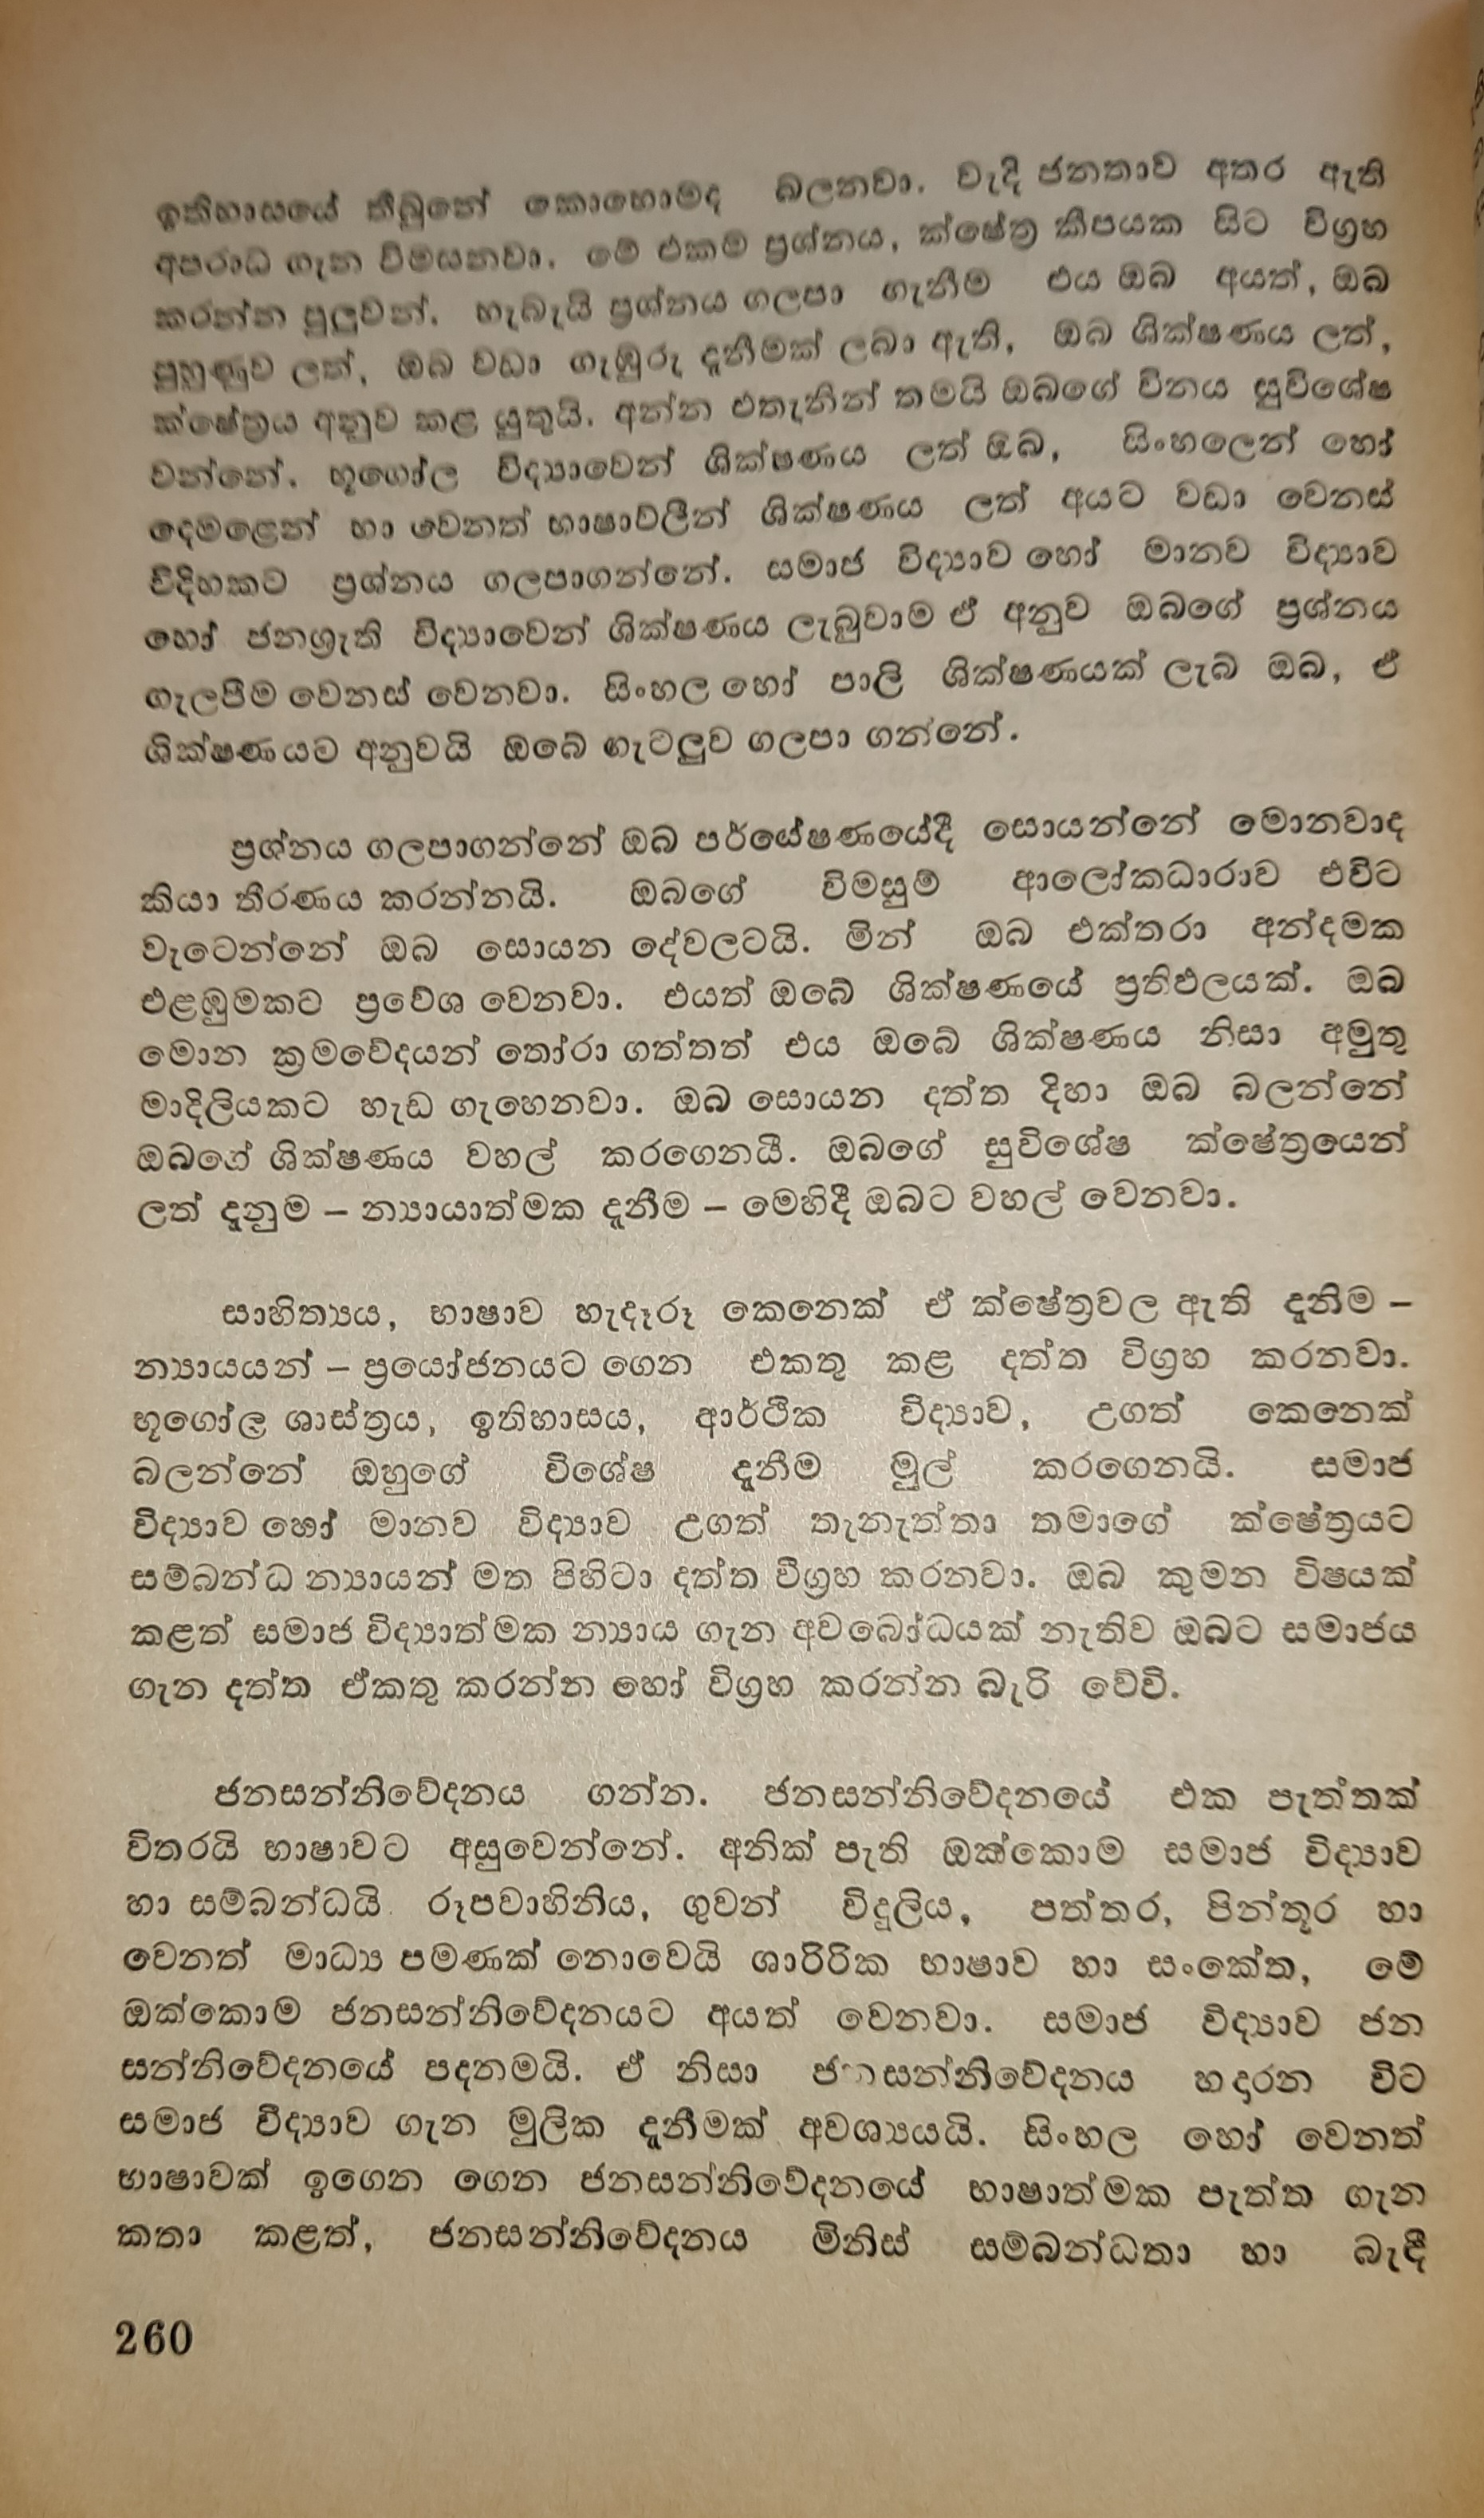 ඉතිහාසයේ තිබුනේ කොහොමද බලනවා. වැදි ජනතාව අතර ඇති
අපරාධ ගැන විමසනවා. මේ එකම ප්‍රශ්නය, ක්ෂේත්‍ර කීපයක සිට විග්‍රහ
කරන්න පුලුවන්. හැබැයි ප්‍රශ්නය ගලපා ගැනීම එය ඔබ අයත්, ඔබ
පුහුණුව ලත්, ඔබ වඩා ගැඹුරු දැනීමක් ලබා ඇති, ඔබ ශික්ෂණය ලත්,
ක්ෂේත්‍රය අනුව කළ යුතුයි. අන්න එතැනින් තමයි ඔබගේ විනය සුවිශේෂ
වන්නේ. භූගෝල විද්‍යාවෙන් ශික්ෂණය ලත් ඔබ, සිංහලෙන් හෝ
දෙමළෙන් හා වෙනත් භාෂාවලින් ශික්ෂණය ලත් අයට වඩා වෙනස්
විදිහකට ප්‍රශ්නය ගලපාගන්නේ. සමාජ විද්‍යාව හෝ මානව විද්‍යාව
හෝ ජනශ්‍රැති විද්‍යාවෙන් ශික්ෂණය ලැබුවාම ඒ අනුව ඔබගේ ප්‍රශ්නය
ගැලපීම වෙනස් වෙනවා. සිංහල හෝ පාලි ශික්ෂණයක් ලැබ ඔබ, ඒ
ශික්ෂණයට අනුවයි ඔබේ ගැටලුව ගලපා ගන්නේ.
ප්‍රශ්නය ගලපාගන්නේ ඔබ පර්යේෂණයේදී සොයන්නේ මොනවාද
කියා තීරණය කරන්නයි. ඔබගේ විමසුම් ආලෝකධාරාව එවිට
වැටෙන්නේ ඔබ සොයන දේවලටයි. මින් ඔබ එක්තරා අන්දමක
එළඹුමකට ප්‍රවේශ වෙනවා. එයත් ඔබේ ශික්ෂණයේ ප්‍රතිඵලයක්. ඔබ
මොන ක්‍රමවේදයන් තෝරා ගත්තත් එය ඔබේ ශික්ෂණය නිසා අමුතු
මාදිලියකට හැඩ ගැහෙනවා. ඔබ සොයන දත්ත දිහා ඔබ බලන්නේ
ඔබගේ ශික්ෂණය වහල් කරගෙනයි. ඔබගේ සුවිශේෂ ක්ෂේත්‍රයෙන්
ලත් දැනුම – න්‍යායාත්මක දැනීම – මෙහිදී ඔබට වහල් වෙනවා.
සාහිත්‍යය, භාෂාව හැදෑරූ කෙනෙක් ඒ ක්ෂේත්‍රවල ඇති දැනීම –
න්‍යායයන් – ප්‍රයෝජනයට ගෙන එකතු කළ දත්ත විග්‍රහ කරනවා.
භූගෝල ශාස්ත්‍රය, ඉතිහාසය, ආර්ථික විද්‍යාව, උගත් කෙනෙක්
බලන්නේ ඔහුගේ විශේෂ දැනීම මුල් කරගෙනයි. සමාජ
විද්‍යාව හෝ මානව විද්‍යාව උගත් තැනැත්තා තමාගේ ක්ෂේත්‍රයට
සම්බන්ධ න්‍යායන් මත පිහිටා දත්ත විග්‍රහ කරනවා. ඔබ කුමන විෂයක්
කළත් සමාජ විද්‍යාත්මක න්‍යාය ගැන අවබෝධයක් නැතිව ඔබට සමාජය
ගැන දත්ත ඒකතු කරන්න හෝ විග්‍රහ කරන්න බැරි වේවි.
ජනසන්නිවේදනය ගන්න. ජනසන්නිවේදනයේ එක පැත්තක්
විතරයි භාෂාවට අසුවෙන්නේ. අනික් පැති ඔක්කොම සමාජ විද්‍යාව
හා සම්බන්ධයි. රූපවාහිනිය, ගුවන් විදුලිය, පත්තර, පින්තූර හා
වෙනත් මාධ්‍ය පමණක් නොවෙයි ශාරීරික භාෂාව හා සංකේත, මේ
ඔක්කොම ජනසන්නිවේදනයට අයත් වෙනවා. සමාජ විද්‍යාව ජන
සන්නිවේදනයේ පදනමයි. ඒ නිසා ජනසන්නිවේදනය හදාරන විට
සමාජ විද්‍යාව ගැන මූලික දැනීමක් අවශ්‍යයයි. සිංහල හෝ වෙනත්
භාෂාවක් ඉගෙන ගෙන ජනසන්නිවේදනයේ භාෂාත්මක පැත්ත ගැන
කතා කළත්, ජනසන්නිවේදනය මිනිස් සම්බන්ධතා හා බැඳී
260